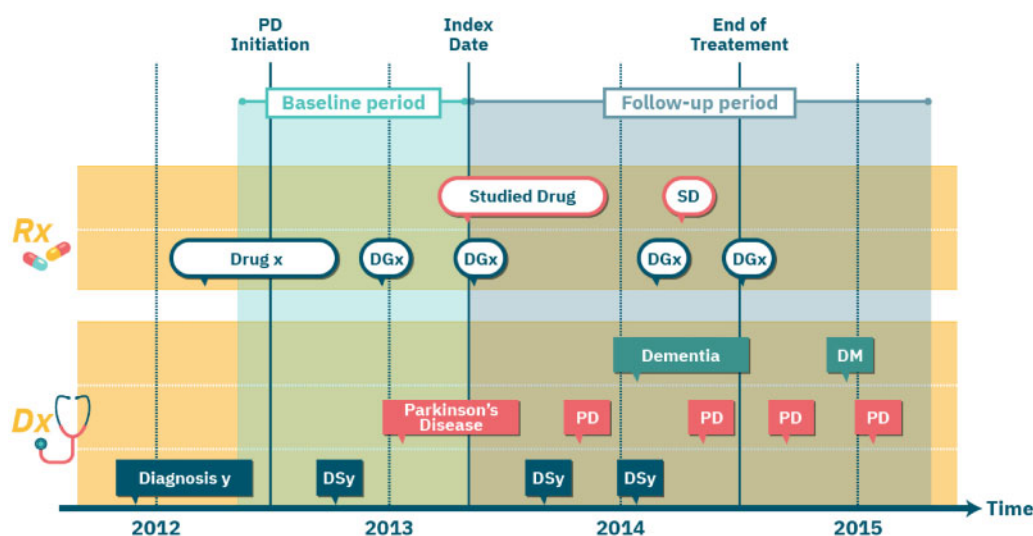 PD
Initiation
Index
Date
End of
Treatement
Baseline period
Follow-up period
Rx
Studied Drug
SD
Drug x
DGx
DGx
DGx
DGx
Dx
Dementia
DM
Parkinson's
Disease
PD
PD
PD
PD
Diagnosis y
DSy
DSy
DSy
Time
2012
2013
2014
2015